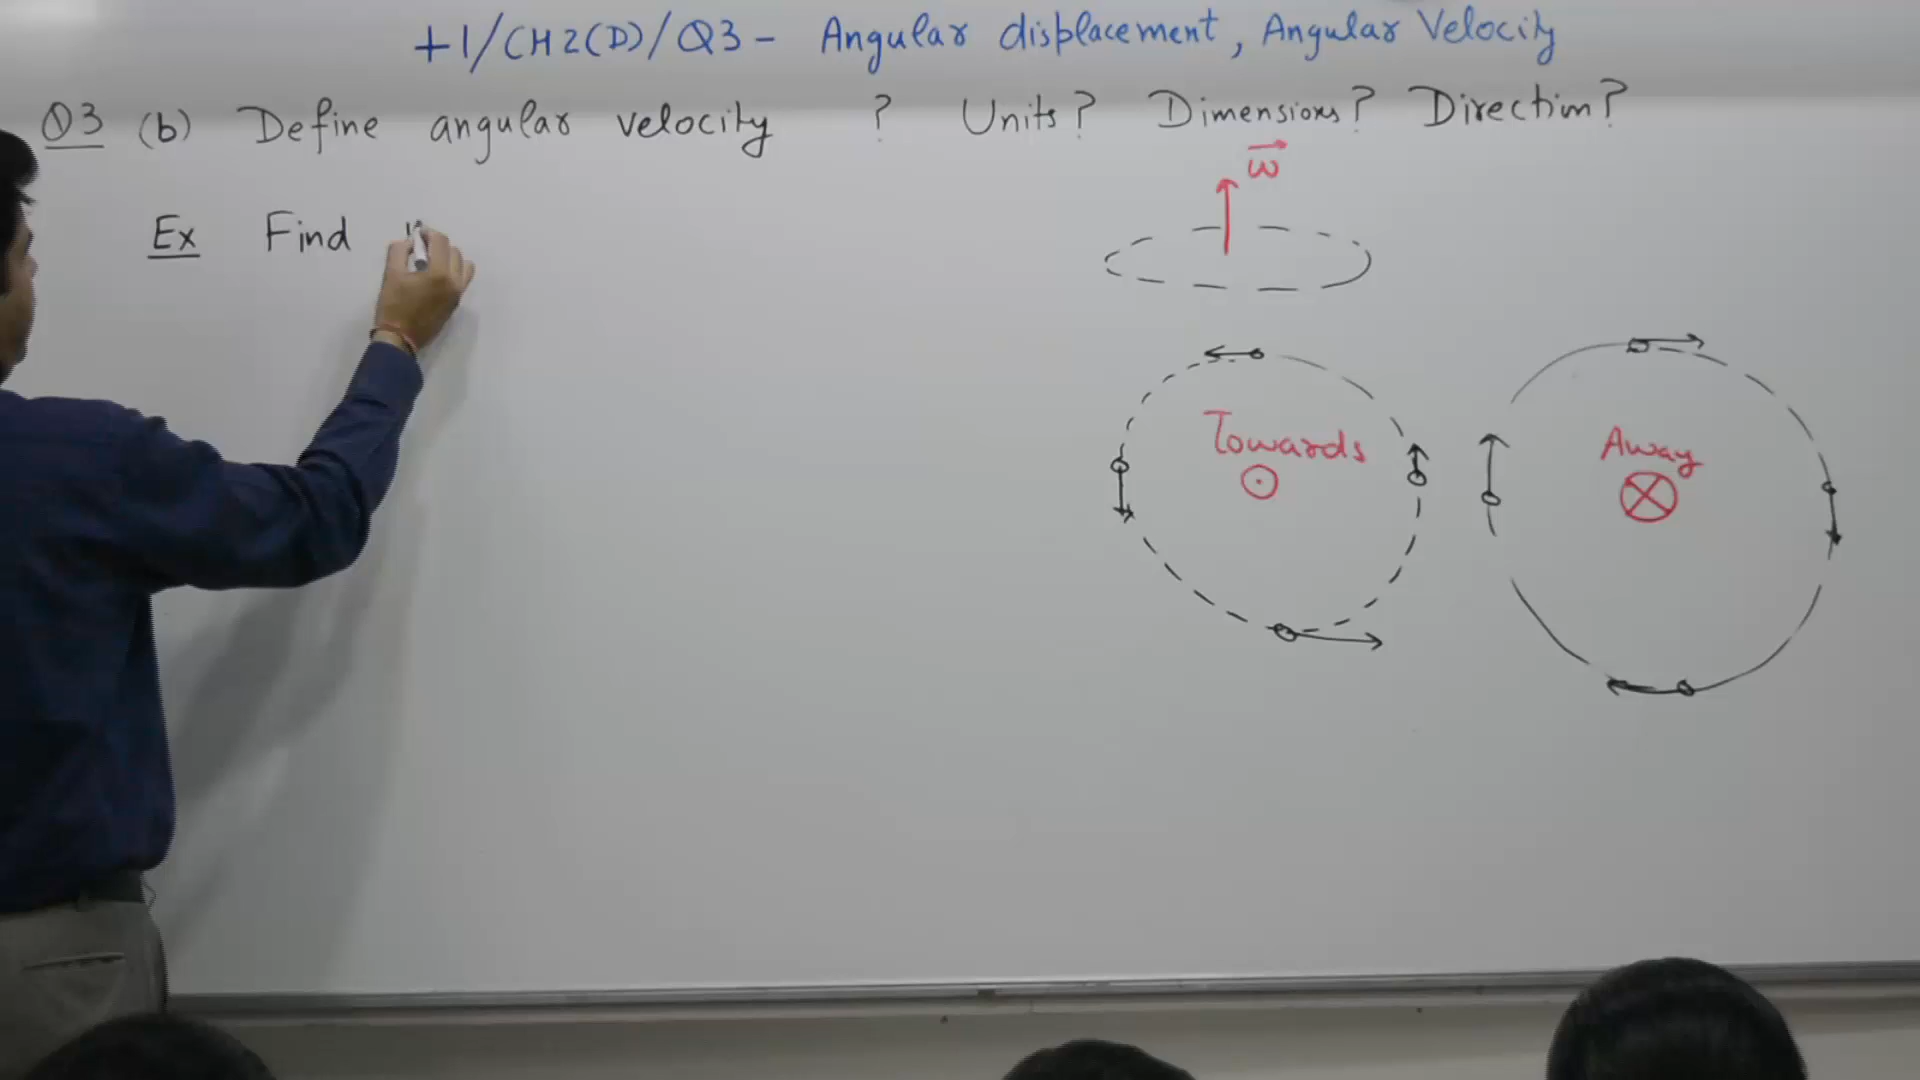 +1/CH2(D)/Q3 - Angular displacement, Angular Velocity
Q3 (b) Define angular velocity ? Units? Dimensions? Direction?
ω
Ex Find
Towards
Away